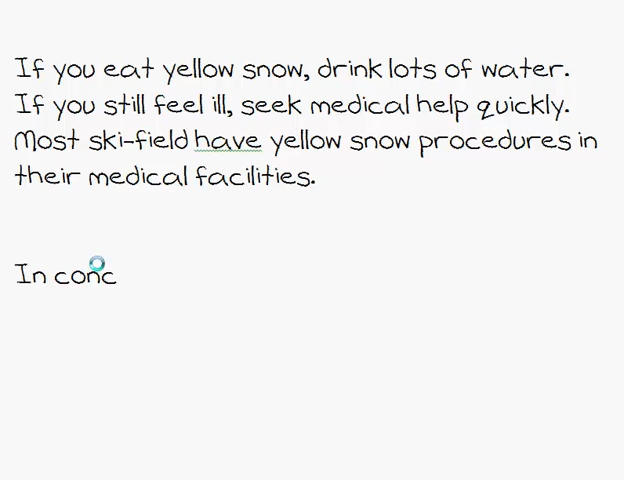 If you eat yellow snow, drink lots of water.
If you still feel ill, seek medical help quickly.
Most ski-field have yellow snow procedures in
their medical facilities.
In conc